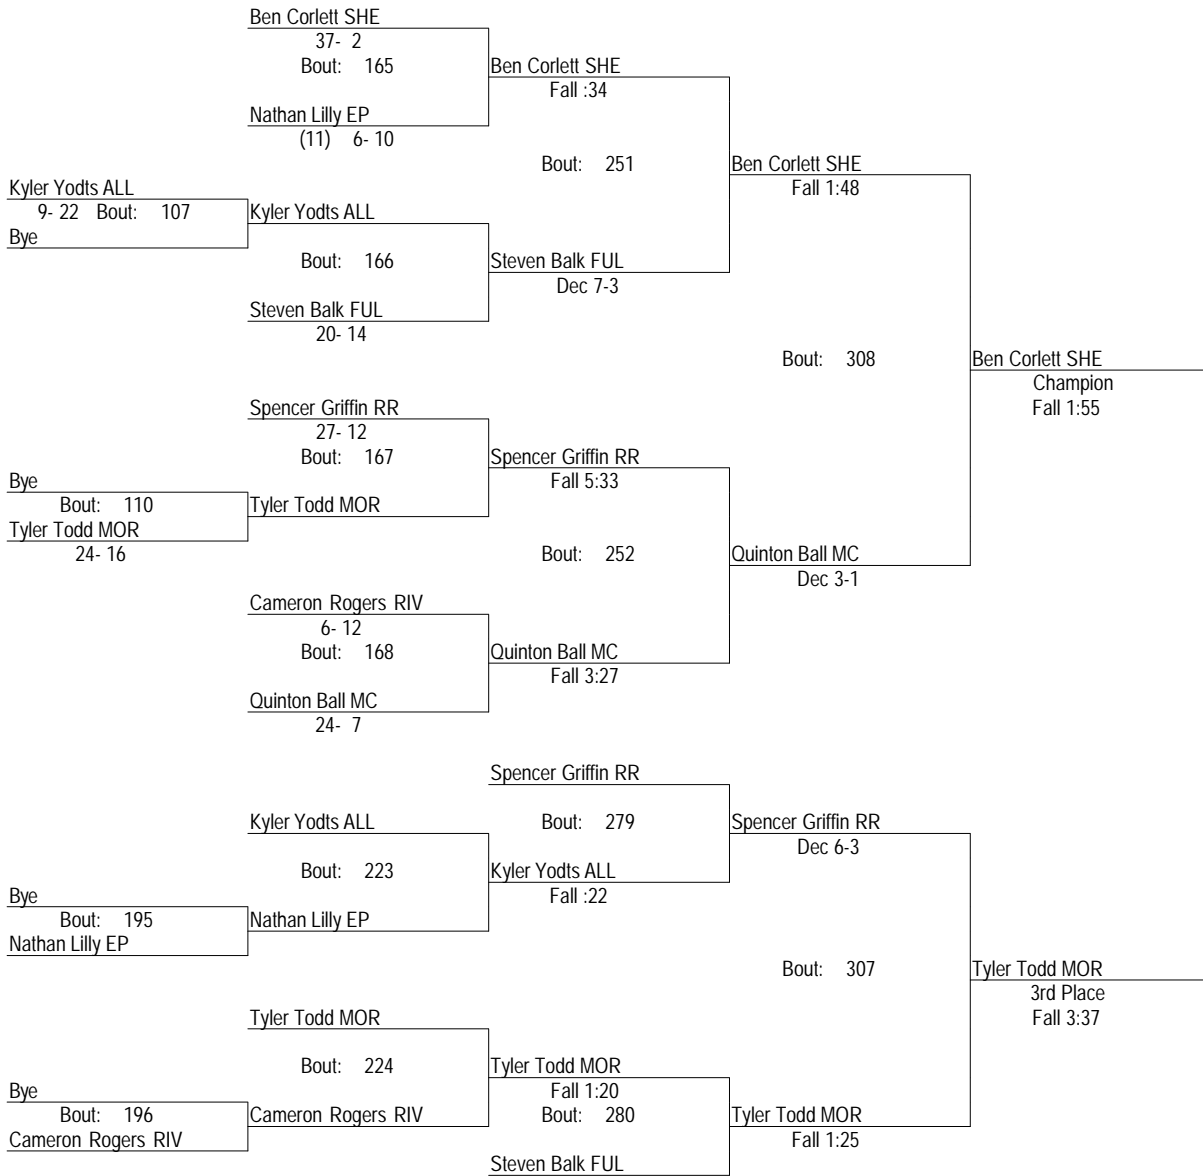 Ben Corlett SHE
37- 2
Bout: 165
Ben Corlett SHE
Fall :34
Nathan Lilly EP
(11) 6- 10
Bout: 251
Ben Corlett SHE
Fall 1:48
Kyler Yodts ALL
9- 22 Bout: 107
Kyler Yodts ALL
Bye
Bout: 166
Steven Balk FUL
Dec 7-3
Steven Balk FUL
20- 14
Bout: 308
Ben Corlett SHE
Champion
Fall 1:55
Spencer Griffin RR
27- 12
Bout: 167
Spencer Griffin RR
Fall 5:33
Bye
Bout: 110
Tyler Todd MOR
Tyler Todd MOR
24- 16
Bout: 252
Quinton Ball MC
Dec 3-1
Cameron Rogers RIV
6- 12
Bout: 168
Quinton Ball MC
Fall 3:27
Quinton Ball MC
24- 7
Spencer Griffin RR
Kyler Yodts ALL
Bout: 279
Spencer Griffin RR
Dec 6-3
Bout: 223
Kyler Yodts ALL
Fall :22
Bye
Bout: 195
Nathan Lilly EP
Nathan Lilly EP
Bout: 307
Tyler Todd MOR
3rd Place
Fall 3:37
Tyler Todd MOR
Bout: 224
Tyler Todd MOR
Fall 1:20
Bye
Bout: 196
Cameron Rogers RIV
Bout: 280
Tyler Todd MOR
Fall 1:25
Cameron Rogers RIV
Steven Balk FUL